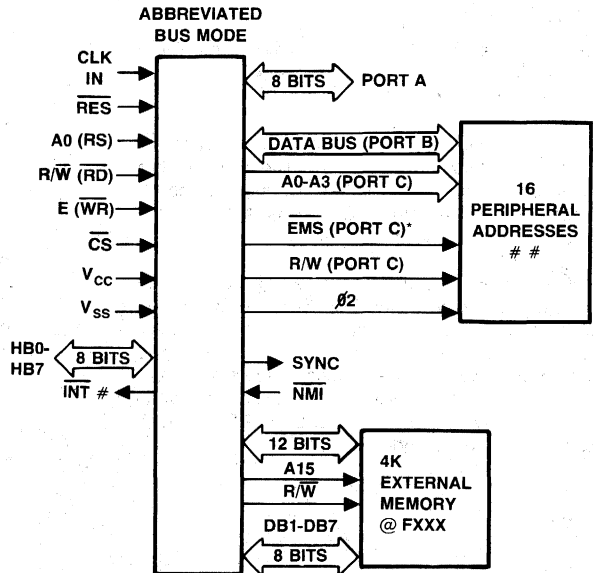 ABBREVIATED
BUS MODE
CLK
IN
RES
A0 (RS)
R/W (RD)
E (WR)
CS
VCC
VSS
HB0-
HB7
8 BITS
INT #
8 BITS
PORT A
DATA BUS (PORT B)
A0-A3 (PORT C)
EMS (PORT C)*
R/W (PORT C)
Ø2
16
PERIPHERAL
ADDRESSES
# #
SYNC
NMI
12 BITS
A15
R/W
DB1-DB7
8 BITS
4K
EXTERNAL
MEMORY
@ FXXX